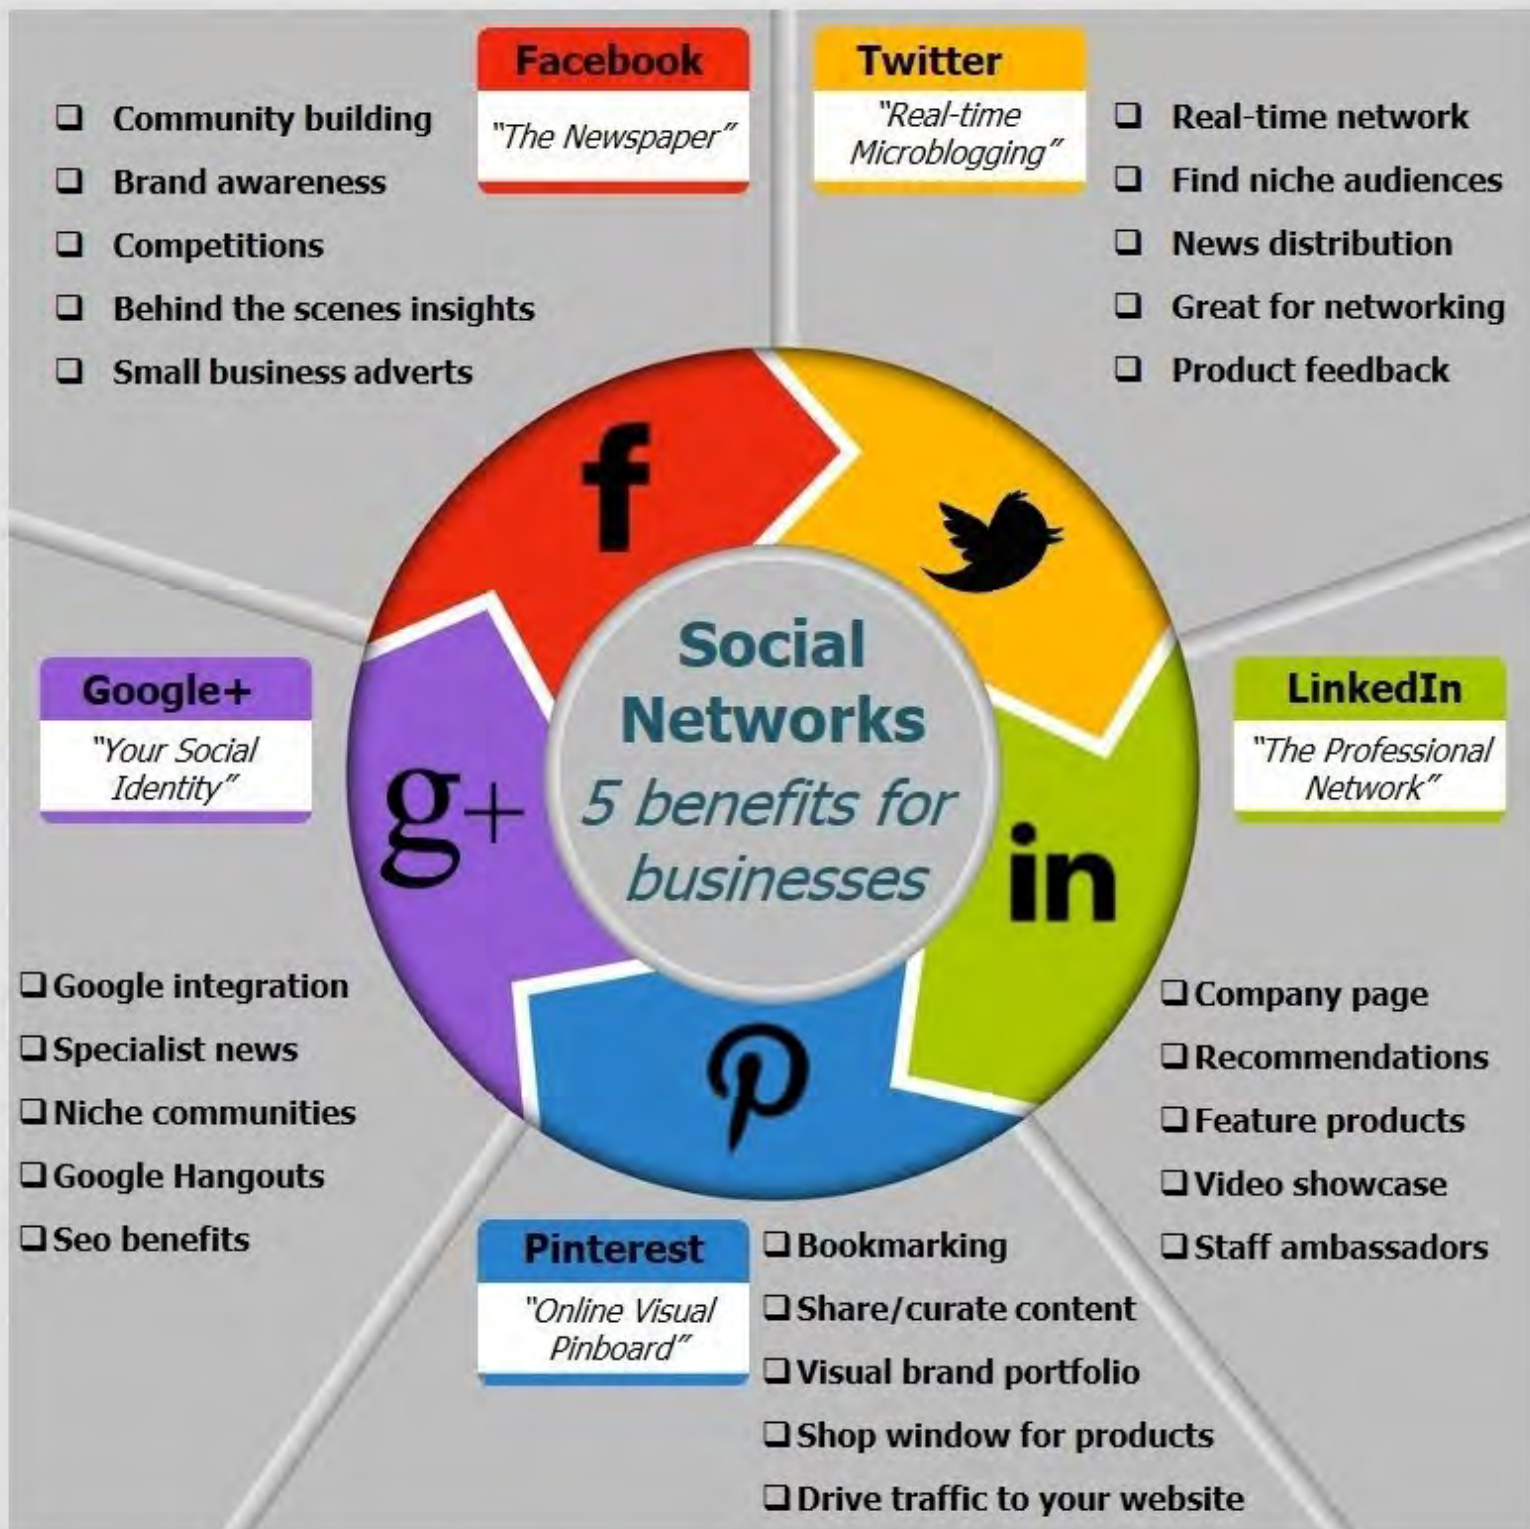 Facebook
"The Newspaper"
Community building
Brand awareness
Competitions
Behind the scenes insights
Small business adverts
Twitter
"Real-time
Microblogging"
Real-time network
Find niche audiences
News distribution
Great for networking
Product feedback
f
Social
Networks
5 benefits for
businesses
Google+
"Your Social
Identity"
g+
Google integration
Specialist news
Niche communities
Google Hangouts
Seo benefits
LinkedIn
"The Professional
Network"
in
Company page
Recommendations
Feature products
Video showcase
Staff ambassadors
Pinterest
"Online Visual
Pinboard"
Bookmarking
Share/curate content
Visual brand portfolio
Shop window for products
Drive traffic to your website